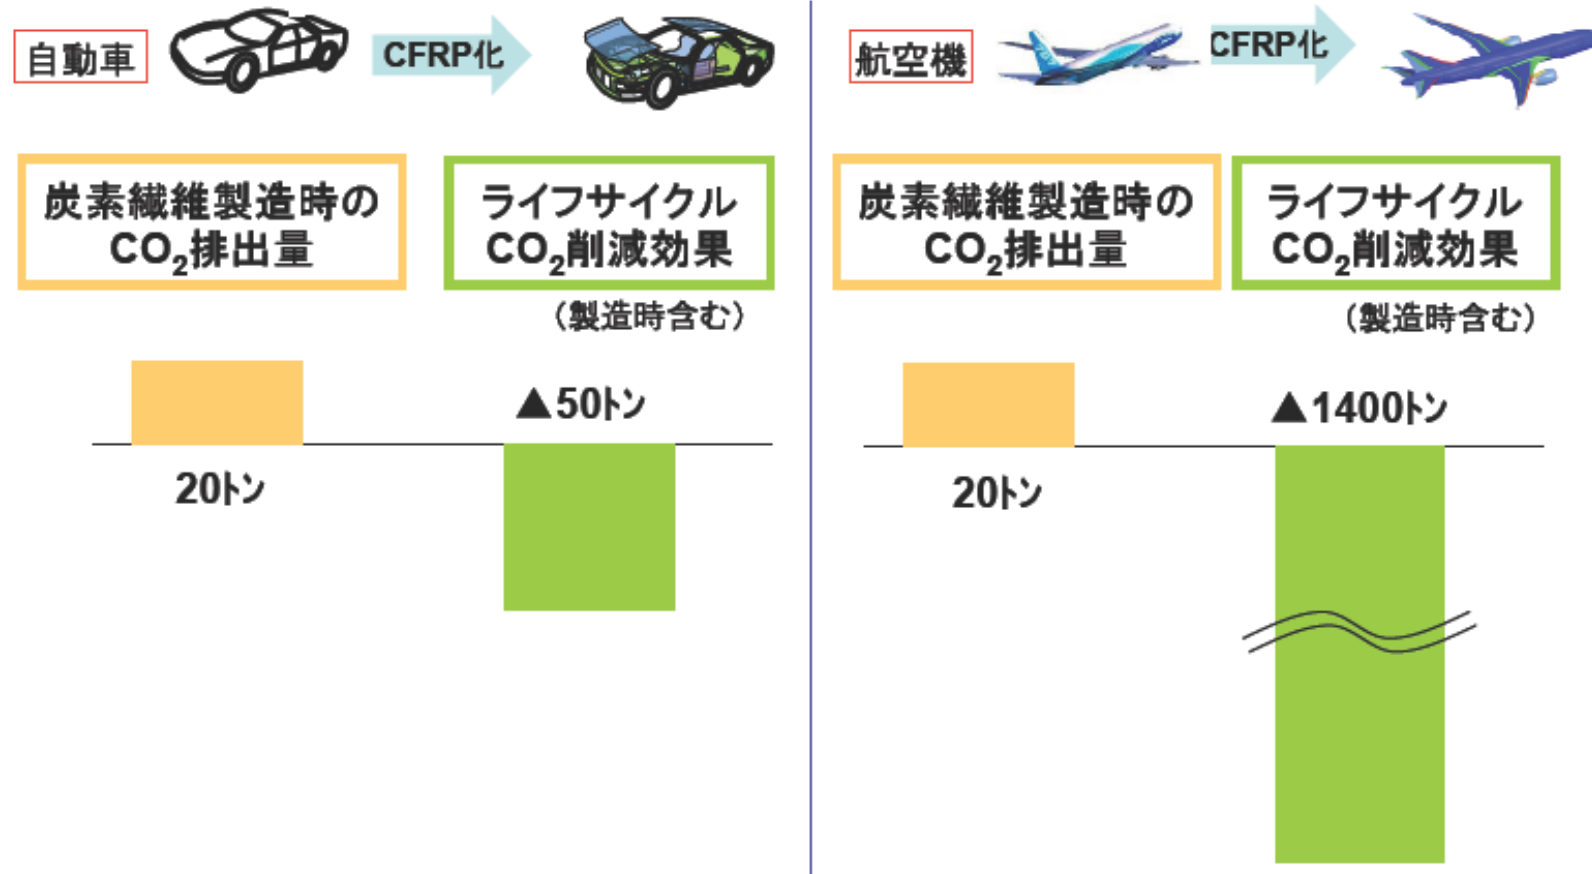 自動車
CFRP化
炭素繊維製造時の
CO₂排出量
ライフサイクル
CO₂削減効果
（製造時含む）
▲50ﾄﾝ
20ﾄﾝ
航空機
CFRP化
炭素繊維製造時の
CO₂排出量
ライフサイクル
CO₂削減効果
（製造時含む）
▲1400ﾄﾝ
20ﾄﾝ